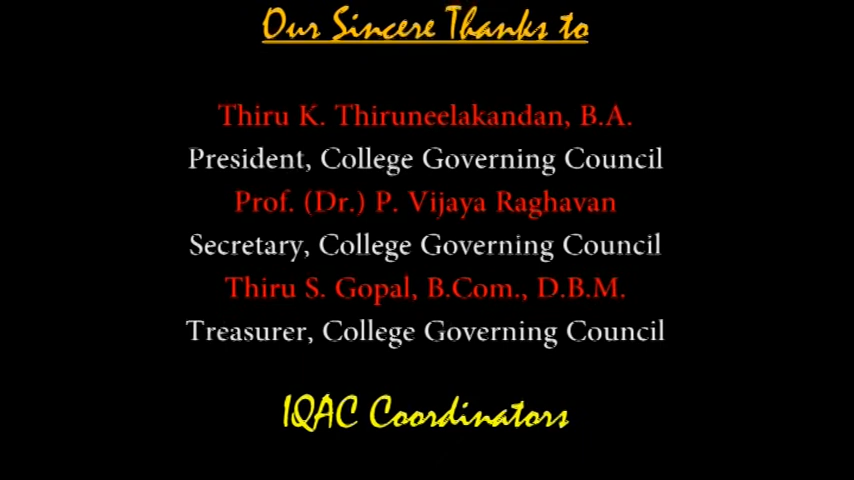 Our Sincere Thanks to
Thiru K. Thiruneelakandan, B.A.
President, College Governing Council
Prof. (Dr.) P. Vijaya Raghavan
Secretary, College Governing Council
Thiru S. Gopal, B.Com., D.B.M.
Treasurer, College Governing Council
IQAC Coordinators